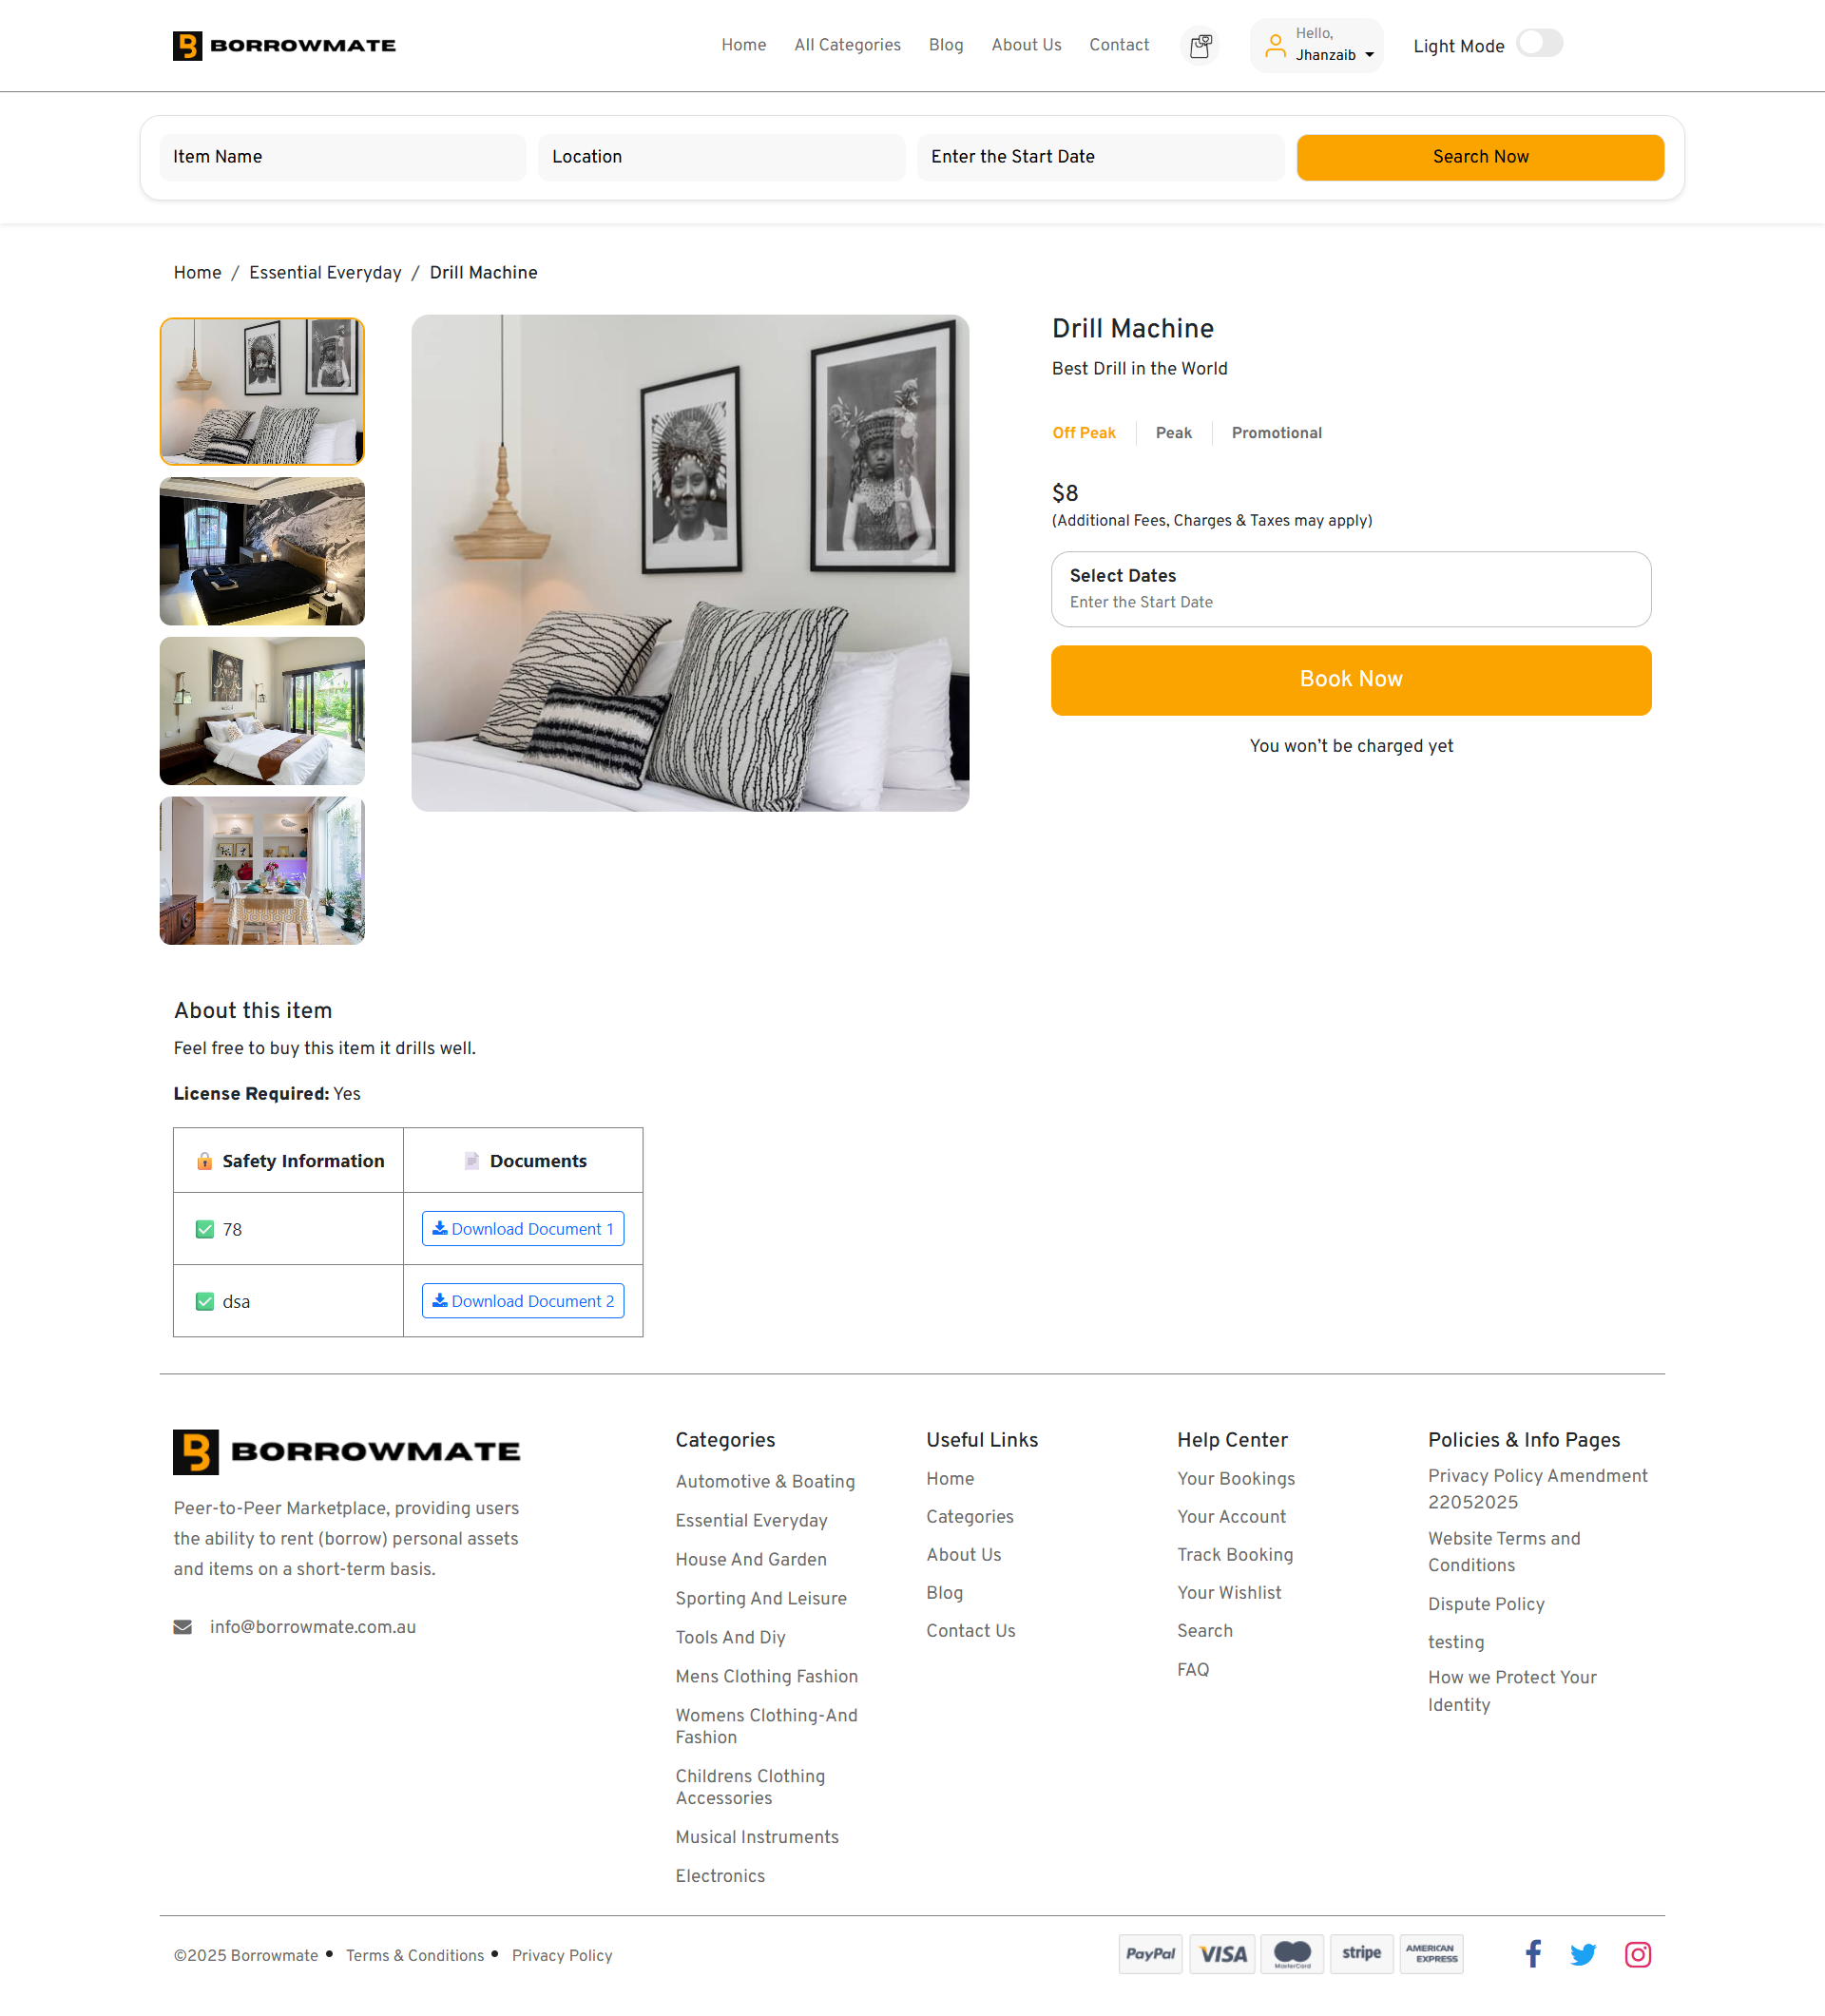 BORROWMATE
Home
All Categories
Blog
About Us
Contact
Hello,
Jhanzaib
Light Mode
Item Name
Location
Enter the Start Date
Search Now
Home / Essential Everyday / Drill Machine
Drill Machine
Best Drill in the World
Off Peak
Peak
Promotional
$8
(Additional Fees, Charges & Taxes may apply)
Select Dates
Enter the Start Date
Book Now
You won't be charged yet
About this item
Feel free to buy this item it drills well.
License Required: Yes
Safety Information
Documents
78
Download Document 1
dsa
Download Document 2
BORROWMATE
Peer-to-Peer Marketplace, providing users
the ability to rent (borrow) personal assets
and items on a short-term basis.
info@borrowmate.com.au
Categories
Automotive & Boating
Essential Everyday
House And Garden
Sporting And Leisure
Tools And Diy
Mens Clothing Fashion
Womens Clothing-And
Fashion
Childrens Clothing
Accessories
Musical Instruments
Electronics
Useful Links
Home
Categories
About Us
Blog
Contact Us
Help Center
Your Bookings
Your Account
Track Booking
Your Wishlist
Search
FAQ
Policies & Info Pages
Privacy Policy Amendment
22052025
Website Terms and
Conditions
Dispute Policy
testing
How we Protect Your
Identity
©2025 Borrowmate • Terms & Conditions • Privacy Policy
PayPal
VISA
MasterCard
stripe
AMERICAN
EXPRESS